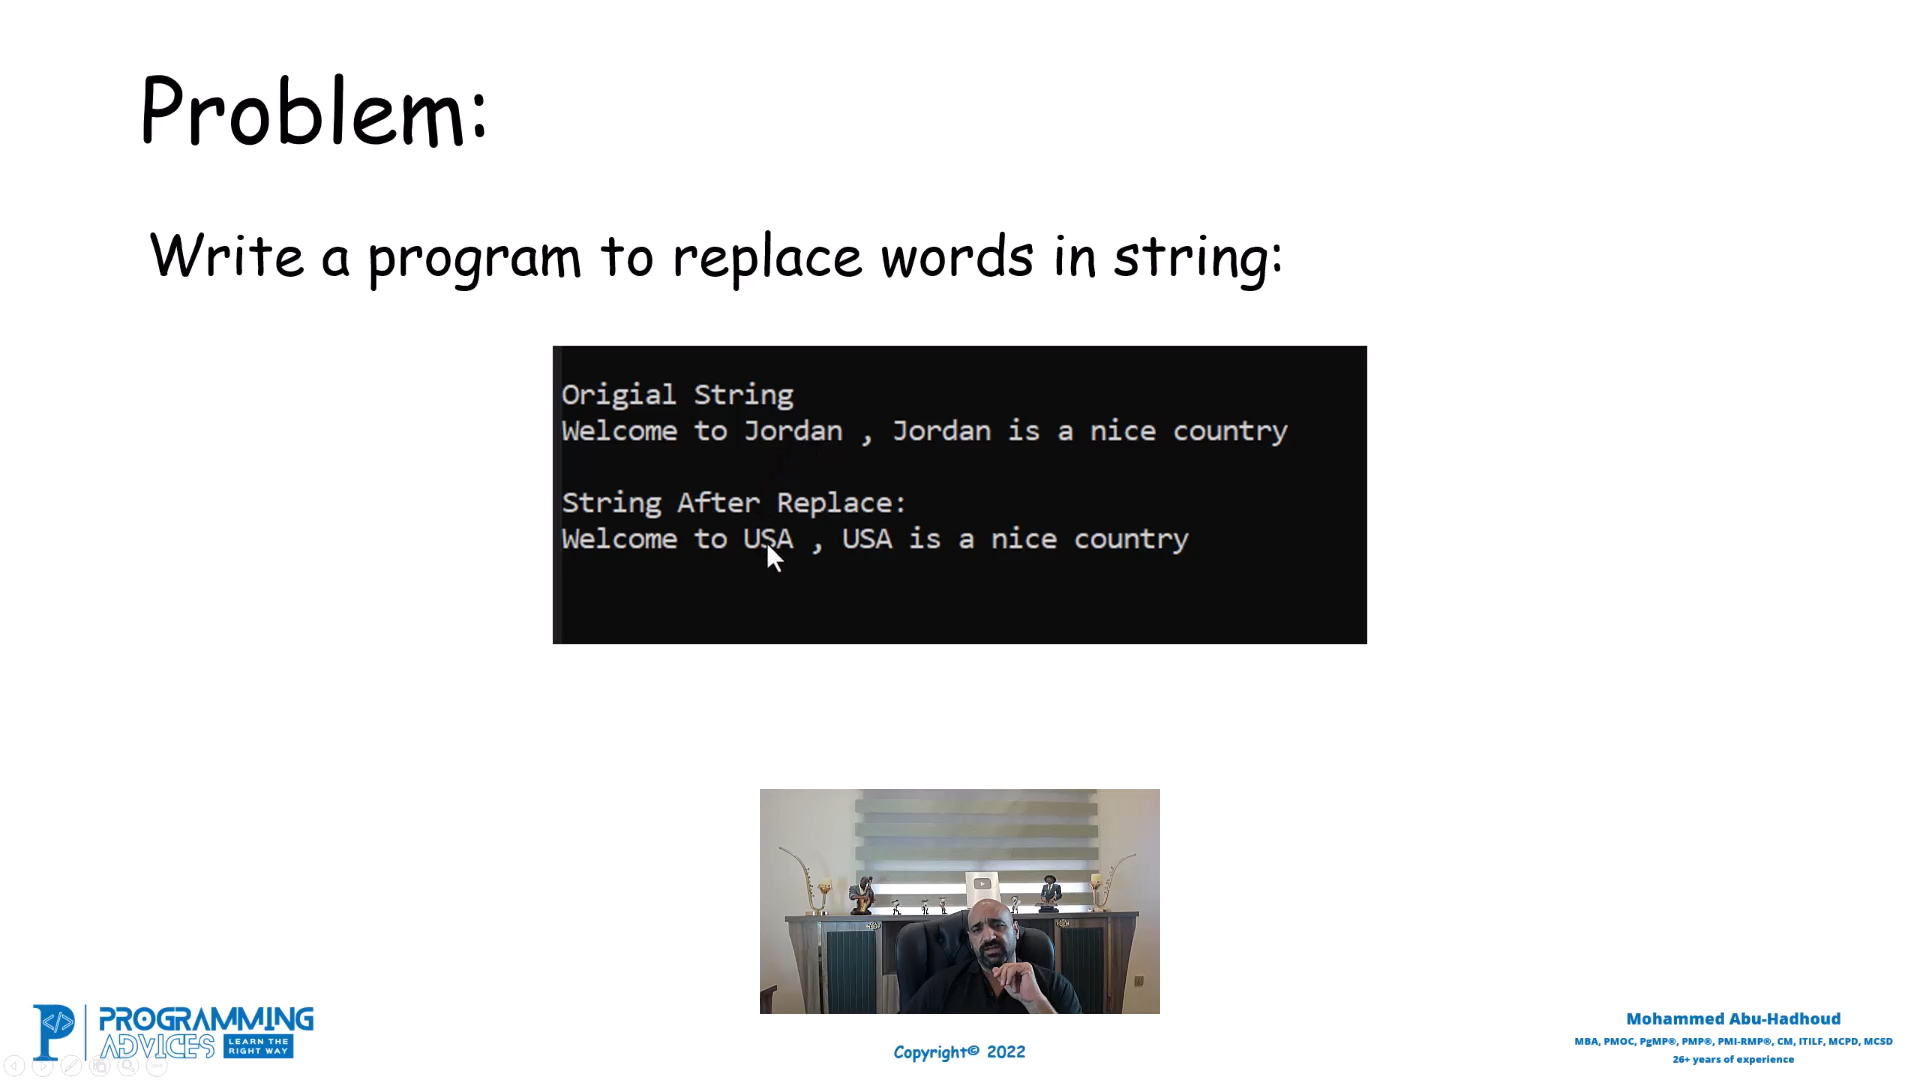 Problem:
Write a program to replace words in string:
Origial String
Welcome to Jordan , Jordan is a nice country
String After Replace:
Welcome to USA , USA is a nice country
PROGRAMMING
ADVICES
LEARN THE
RIGHT WAY
Copyright© 2022
Mohammed Abu-Hadhoud
MBA, PMOC, PgMP®, PMP®, PMI-RMP®, CM, ITILF, MCPD, MCSD
26+ years of experience